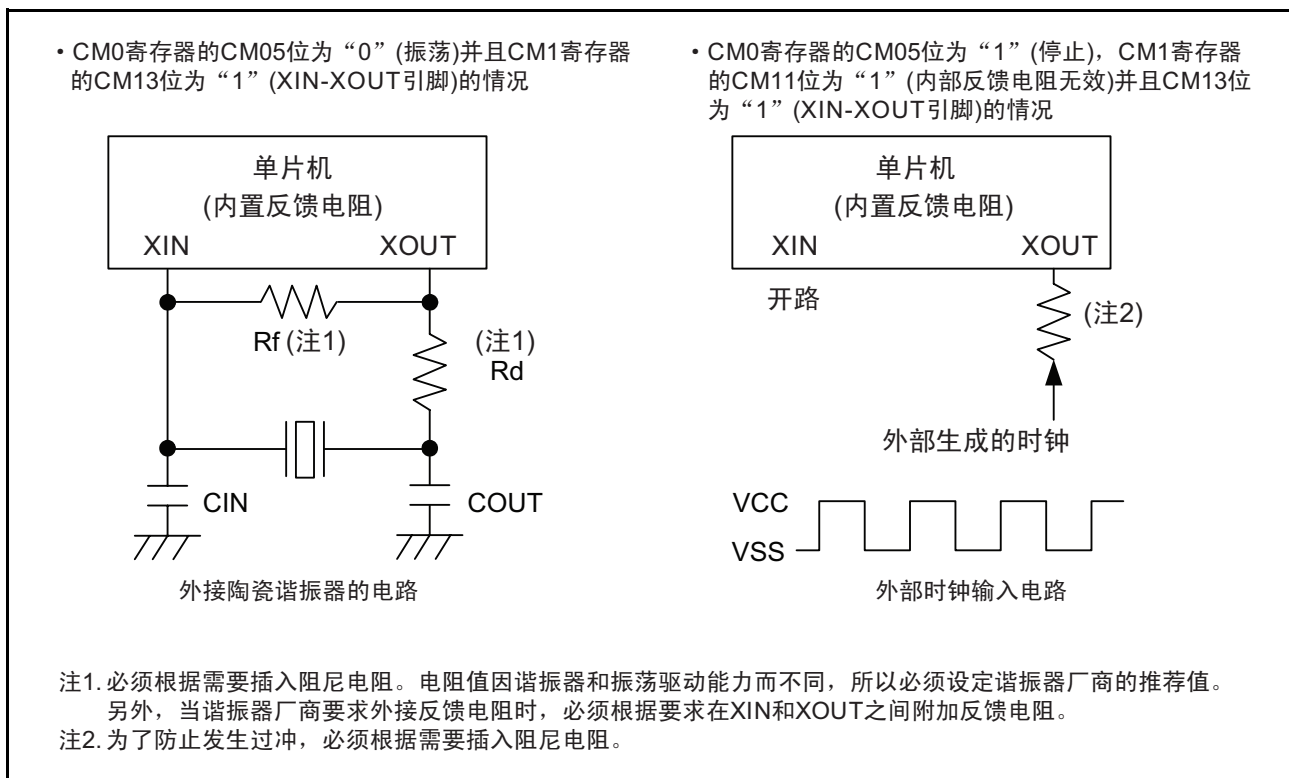 • CM0寄存器的CM05位为“0”(振荡)并且CM1寄存器
的CM13位为“1”(XIN-XOUT引脚)的情况
单片机
(内置反馈电阻)
XIN XOUT
Rf (注1)
(注1)
Rd
CIN
COUT
外接陶瓷谐振器的电路
• CM0寄存器的CM05位为“1”(停止)，CM1寄存器
的CM11位为“1”(内部反馈电阻无效)并且CM13位
为“1”(XIN-XOUT引脚)的情况
单片机
(内置反馈电阻)
XIN XOUT
开路
(注2)
外部生成的时钟
VCC
VSS
外部时钟输入电路
注1. 必须根据需要插入阻尼电阻。电阻值因谐振器和振荡驱动能力而不同，所以必须设定谐振器厂商的推荐值。
另外，当谐振器厂商要求外接反馈电阻时，必须根据要求在XIN和XOUT之间附加反馈电阻。
注2. 为了防止发生过冲，必须根据需要插入阻尼电阻。